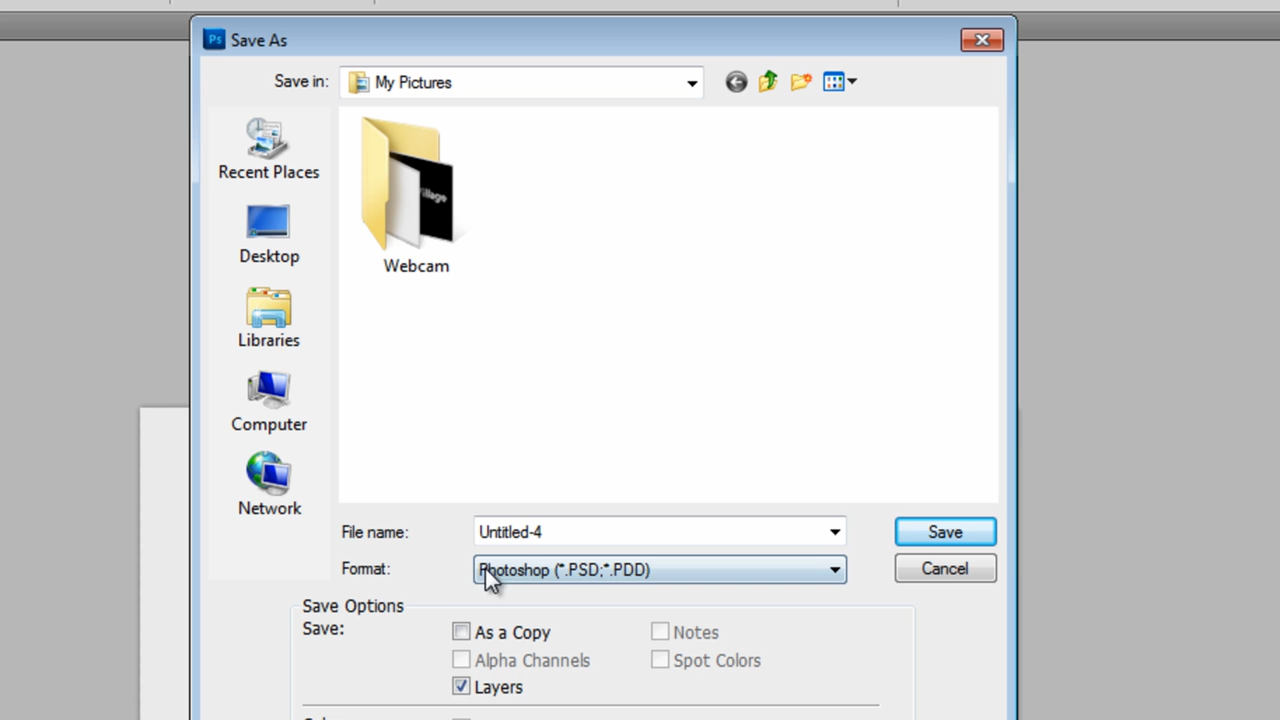 Ps Save As
Save in: My Pictures
Recent Places
Desktop
Libraries
Computer
Network
Webcam
File name: Untitled-4 Save
Format: Photoshop (*.PSD;*.PDD) Cancel
Save Options
Save:
As a Copy Notes
Alpha Channels Spot Colors
Layers